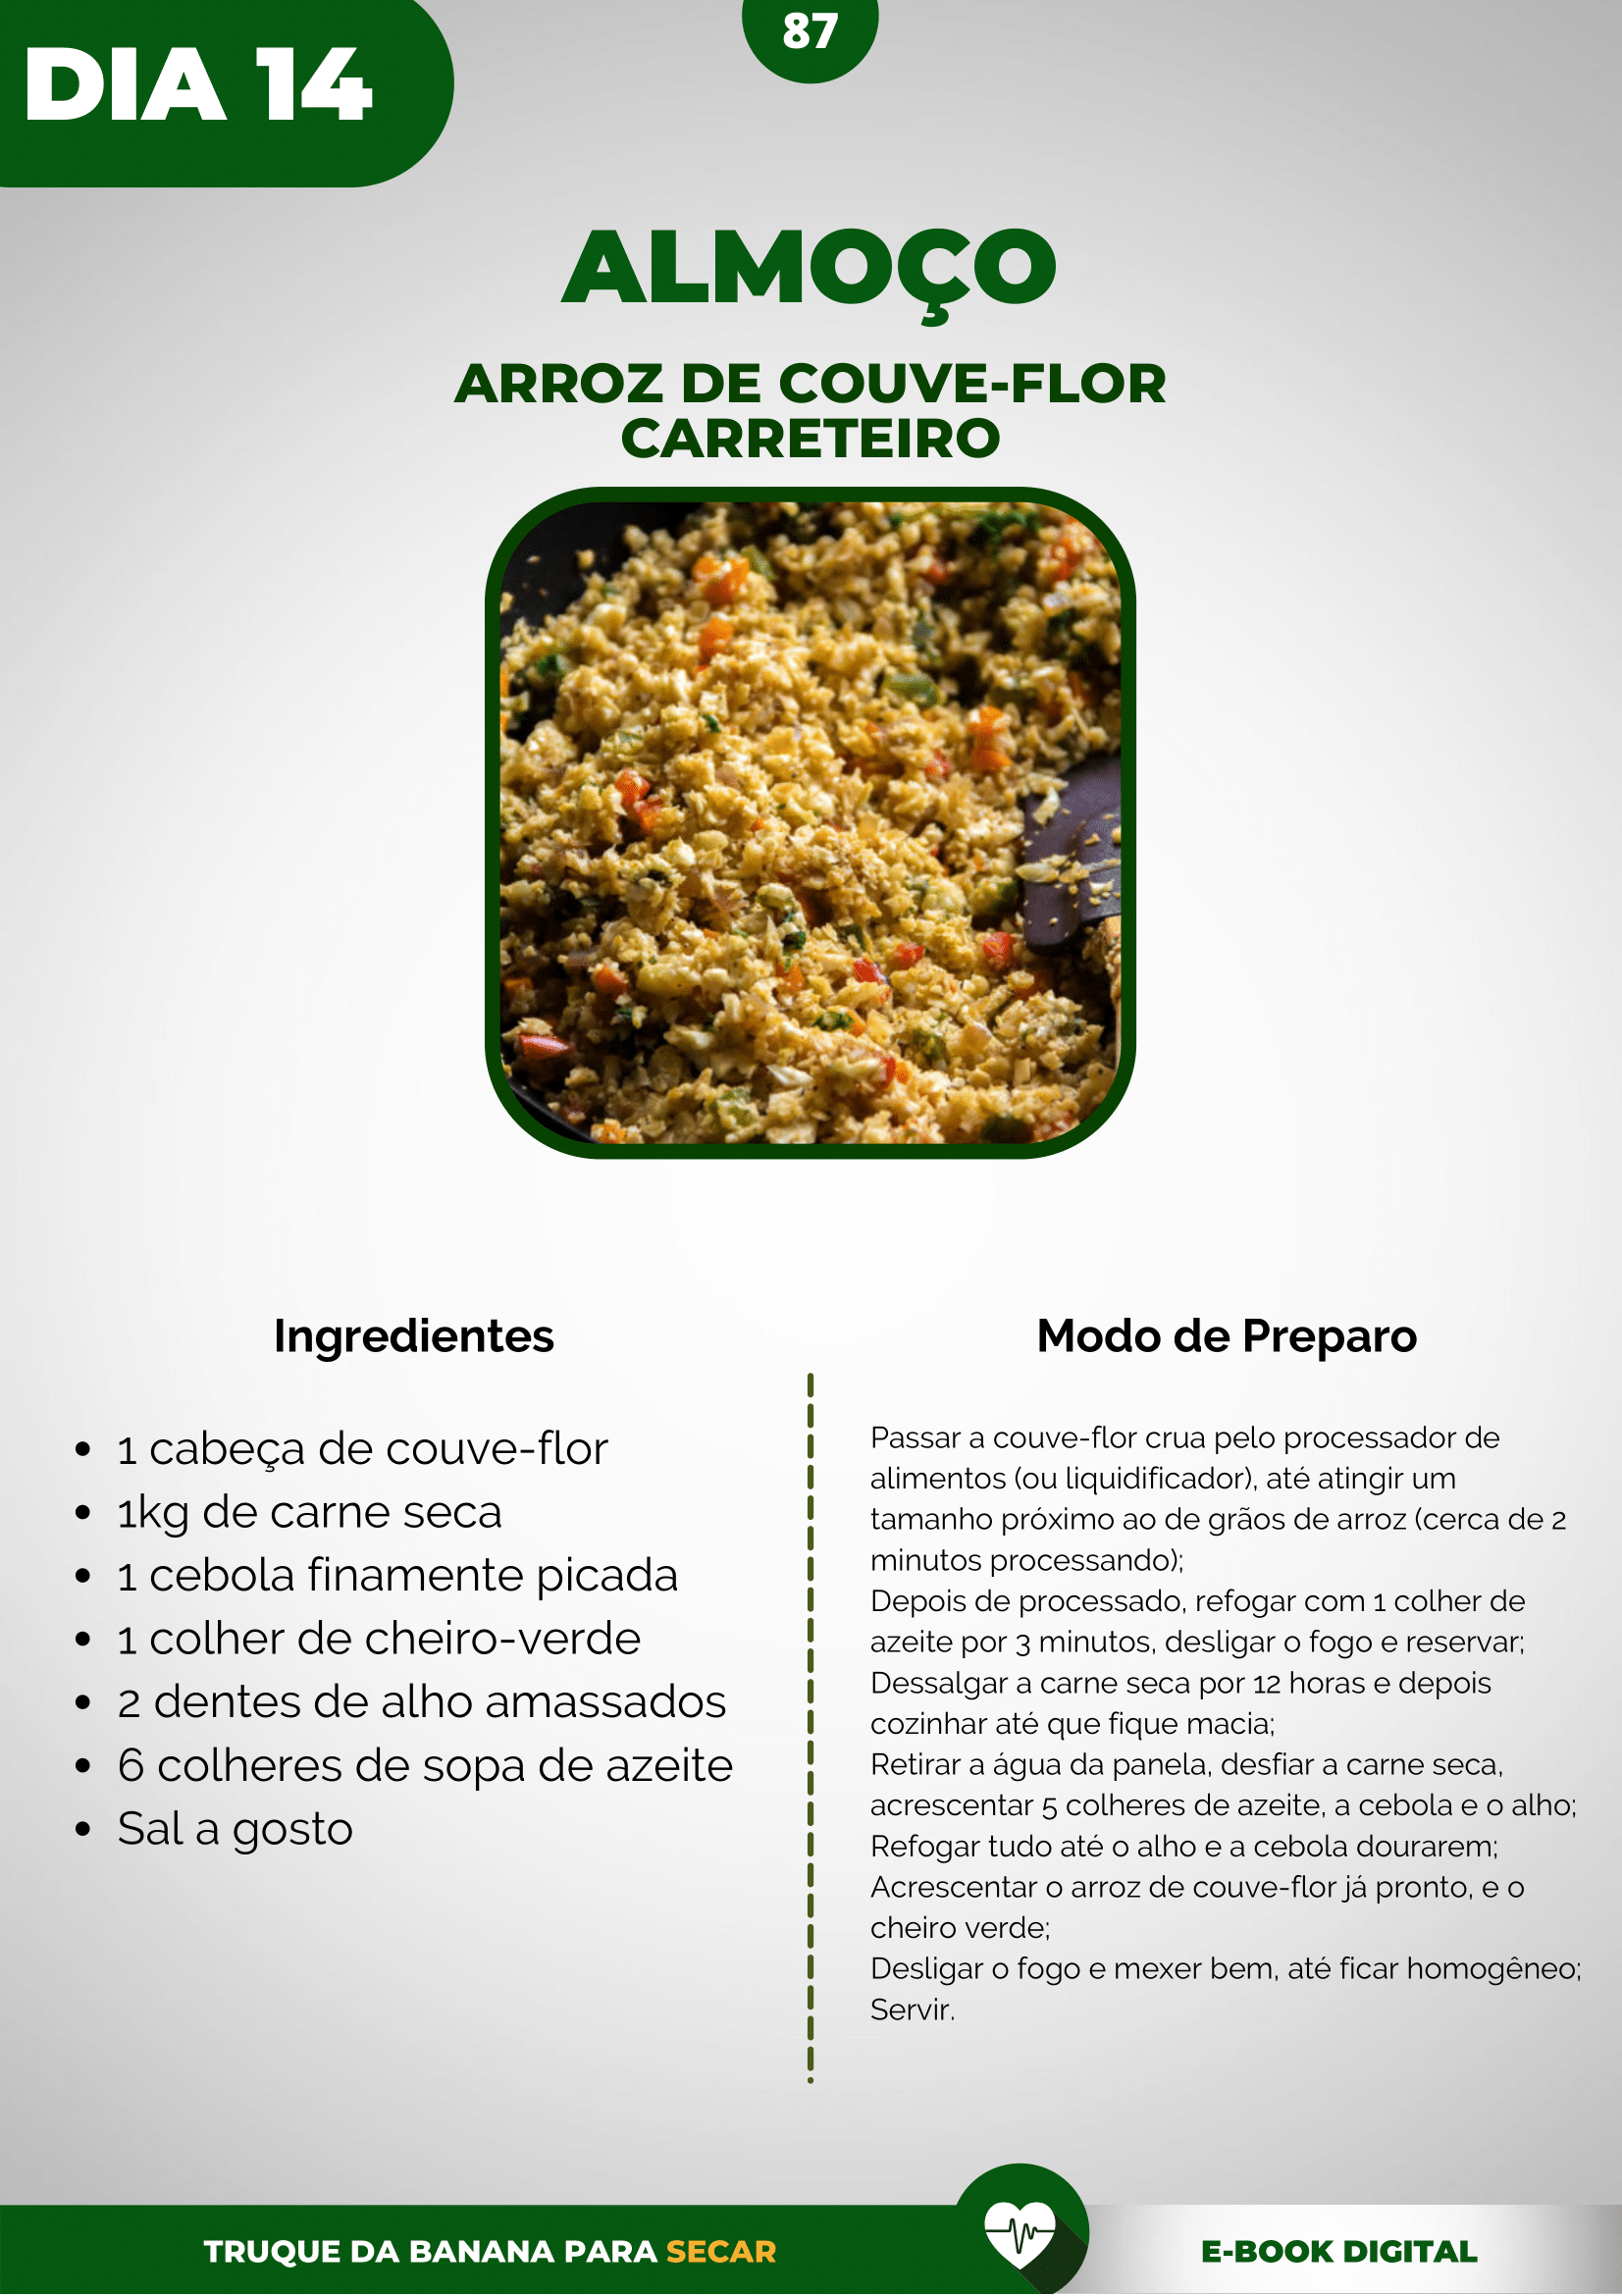 DIA 14
87
ALMOÇO
ARROZ DE COUVE-FLOR
CARRETEIRO
Ingredientes
• 1 cabeça de couve-flor
• 1kg de carne seca
• 1 cebola finamente picada
• 1 colher de cheiro-verde
• 2 dentes de alho amassados
• 6 colheres de sopa de azeite
• Sal a gosto
Modo de Preparo
Passar a couve-flor crua pelo processador de
alimentos (ou liquidificador), até atingir um
tamanho próximo ao de grãos de arroz (cerca de 2
minutos processando);
Depois de processado, refogar com 1 colher de
azeite por 3 minutos, desligar o fogo e reservar;
Dessalgar a carne seca por 12 horas e depois
cozinhar até que fique macia;
Retirar a água da panela, desfiar a carne seca,
acrescentar 5 colheres de azeite, a cebola e o alho;
Refogar tudo até o alho e a cebola dourarem;
Acrescentar o arroz de couve-flor já pronto, e o
cheiro verde;
Desligar o fogo e mexer bem, até ficar homogêneo;
Servir.
TRUQUE DA BANANA PARA SECAR
E-BOOK DIGITAL